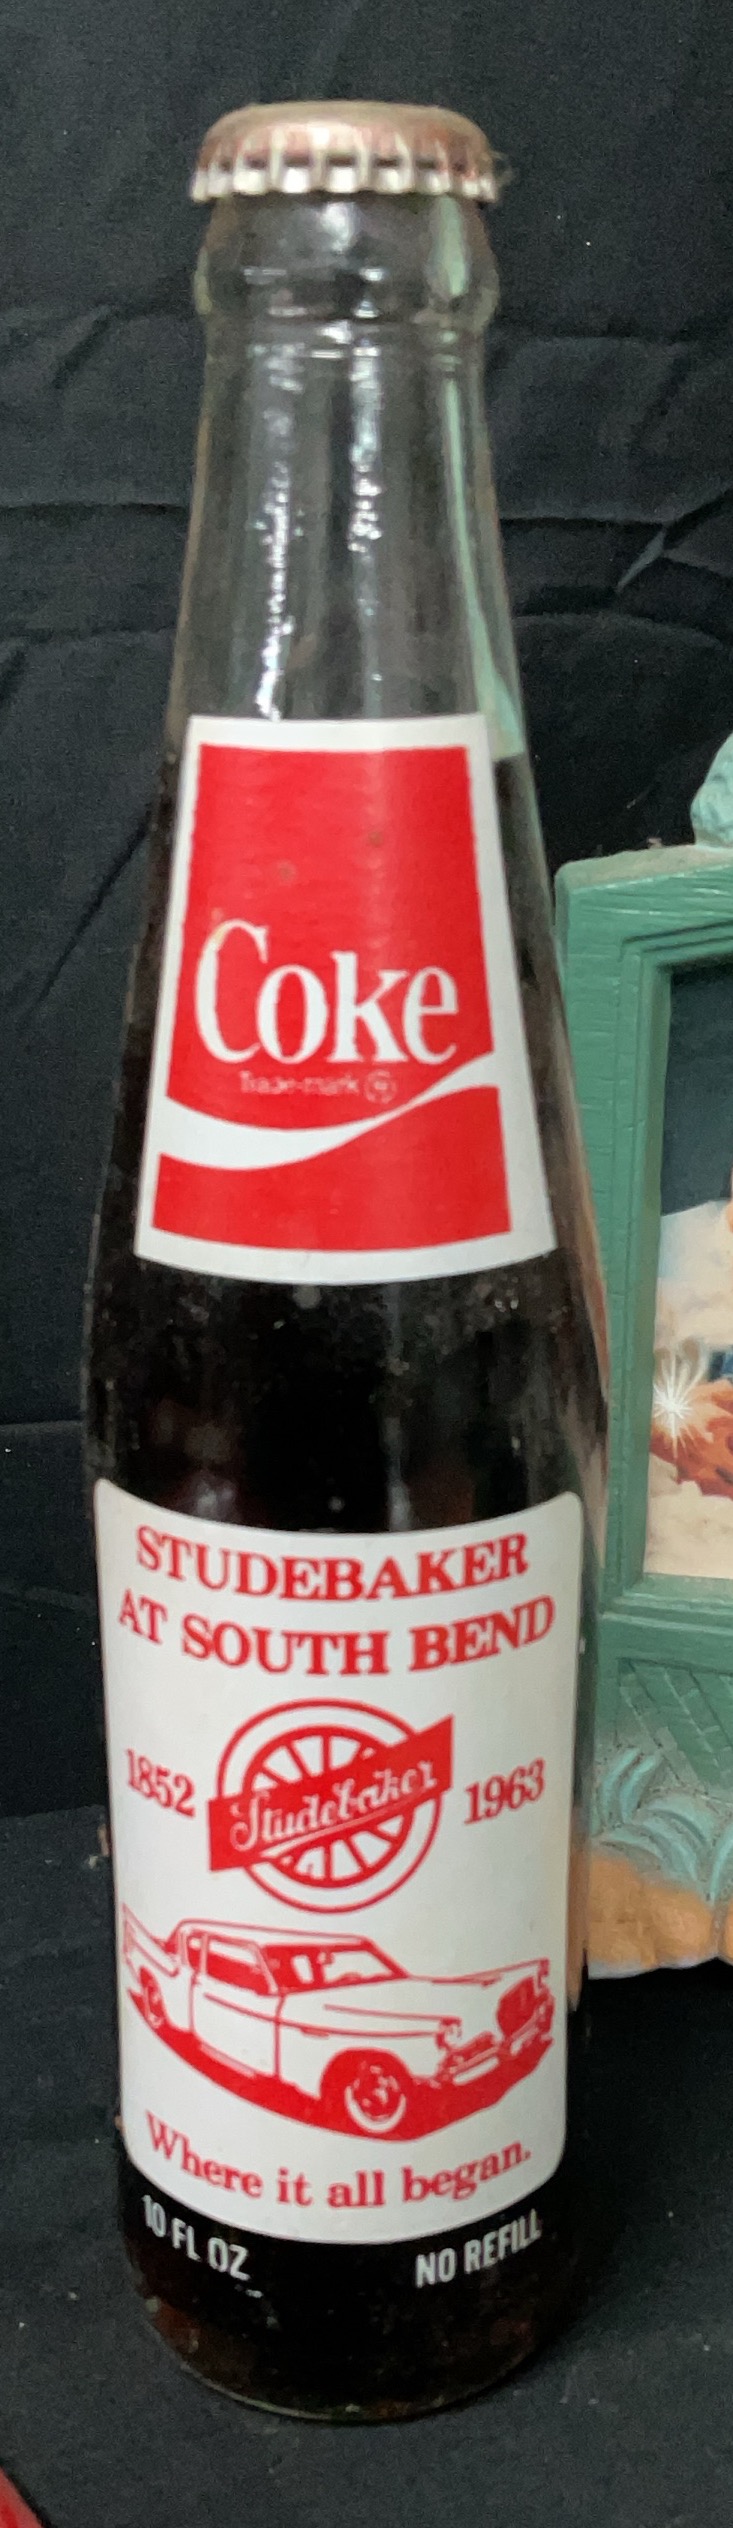 Coke
Trade-mark ®
STUDEBAKER
AT SOUTH BEND
1852 Studebaker 1963
Where it all began.
10 FL OZ NO REFILL